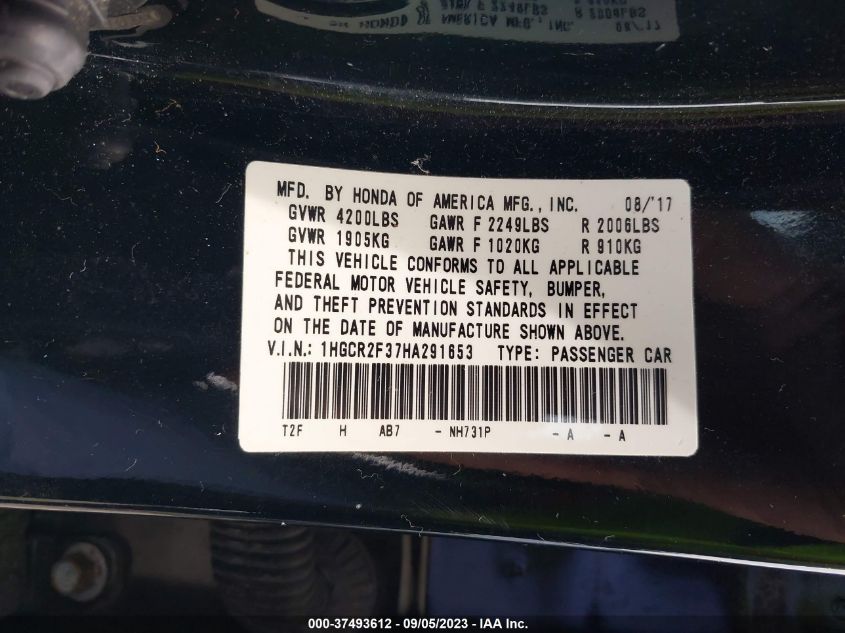 MFD. BY HONDA OF AMERICA MFG., INC. 08/'17
GVWR 4200LBS GAWR F 2249LBS R 2006LBS
GVWR 1905KG GAWR F 1020KG R 910KG
THIS VEHICLE CONFORMS TO ALL APPLICABLE
FEDERAL MOTOR VEHICLE SAFETY, BUMPER,
AND THEFT PREVENTION STANDARDS IN EFFECT
ON THE DATE OF MANUFACTURE SHOWN ABOVE.
V.I.N.: 1HGCR2F37HA291653 TYPE: PASSENGER CAR
T2F H AB7 - NH731P - A - A
000-37493612 - 09/05/2023 - IAA Inc.